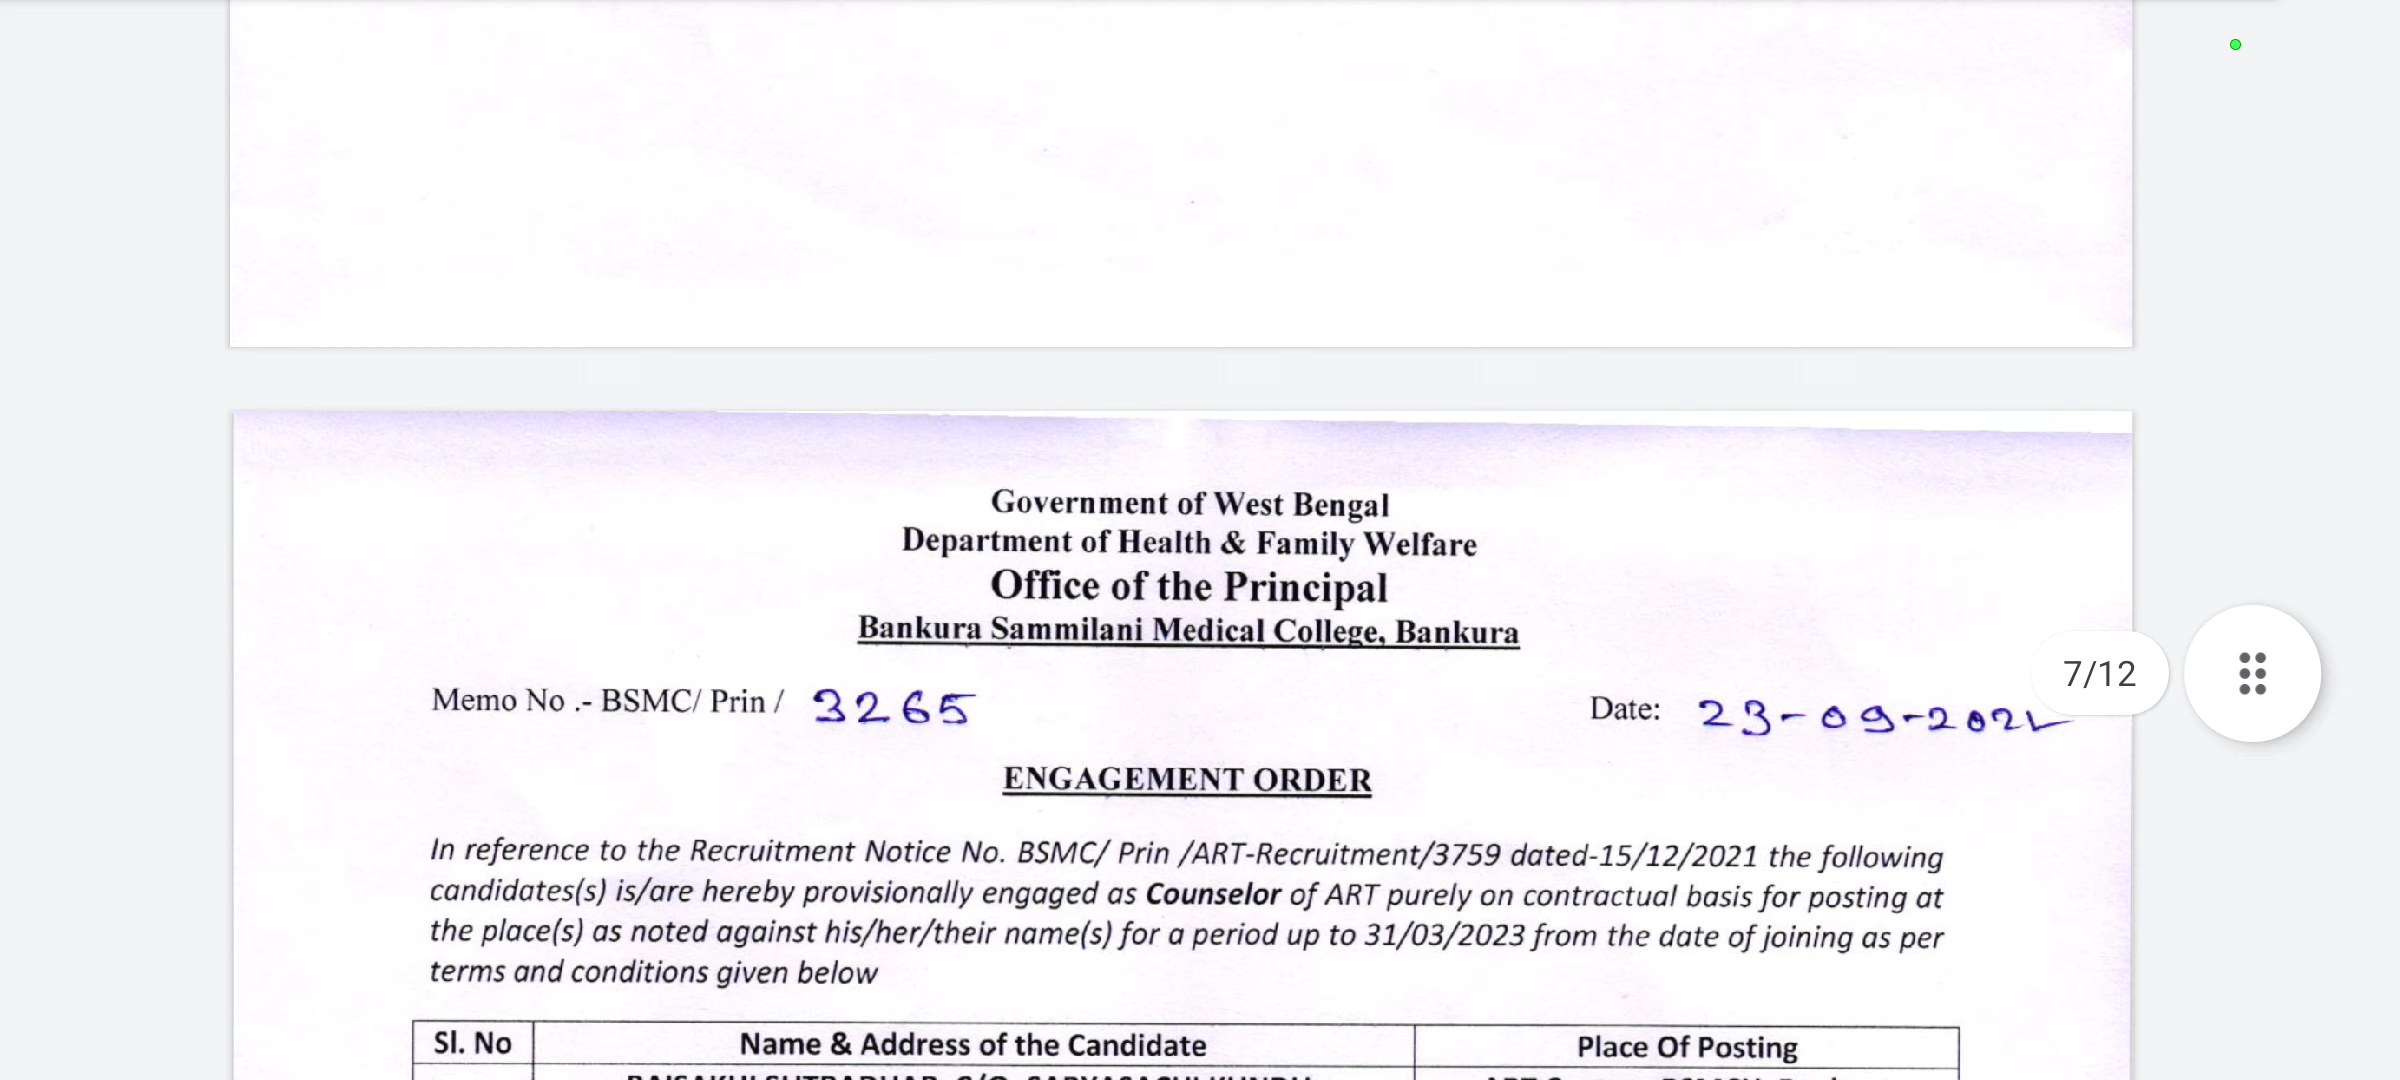 Government of West Bengal
Department of Health & Family Welfare
Office of the Principal
Bankura Sammilani Medical College, Bankura
Memo No .- BSMC/ Prin / 3265
Date: 23-09-2022
7/12
ENGAGEMENT ORDER
In reference to the Recruitment Notice No. BSMC/ Prin /ART-Recruitment/3759 dated-15/12/2021 the following
candidates(s) is/are hereby provisionally engaged as Counselor of ART purely on contractual basis for posting at
the place(s) as noted against his/her/their name(s) for a period up to 31/03/2023 from the date of joining as per
terms and conditions given below
Sl. No
Name & Address of the Candidate
Place Of Posting